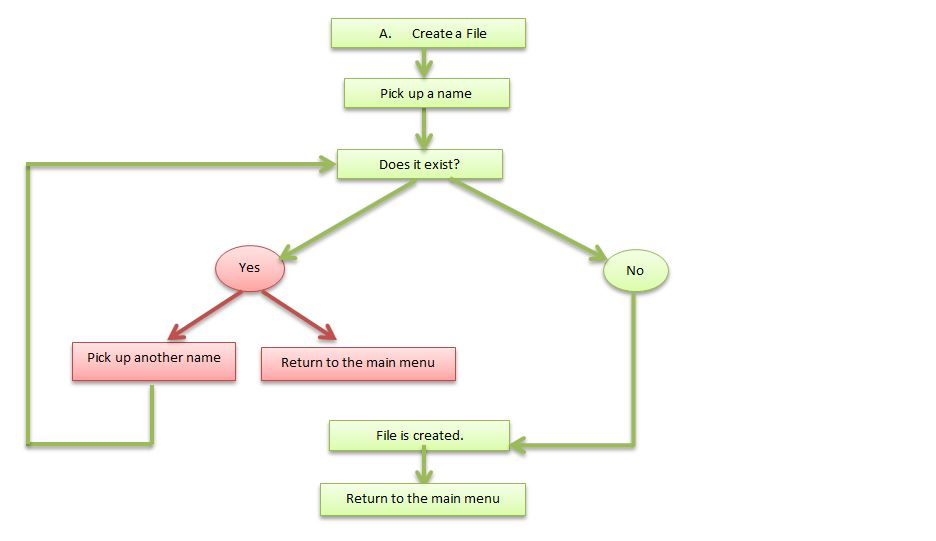 A. Create a File
Pick up a name
Does it exist?
Yes
No
Pick up another name
Return to the main menu
File is created.
Return to the main menu